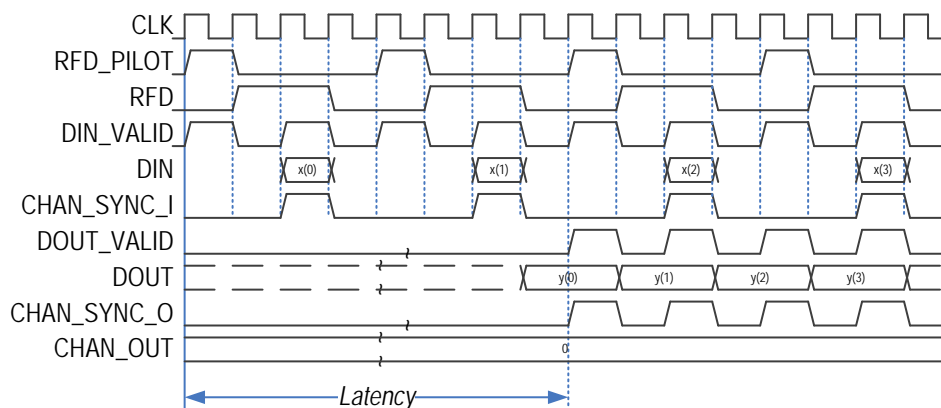 CLK
RFD_PILOT
RFD
DIN_VALID
DIN x(0) x(1) x(2) x(3)
CHAN_SYNC_I
DOUT_VALID
DOUT y(0) y(1) y(2) y(3)
CHAN_SYNC_O
CHAN_OUT 0
Latency